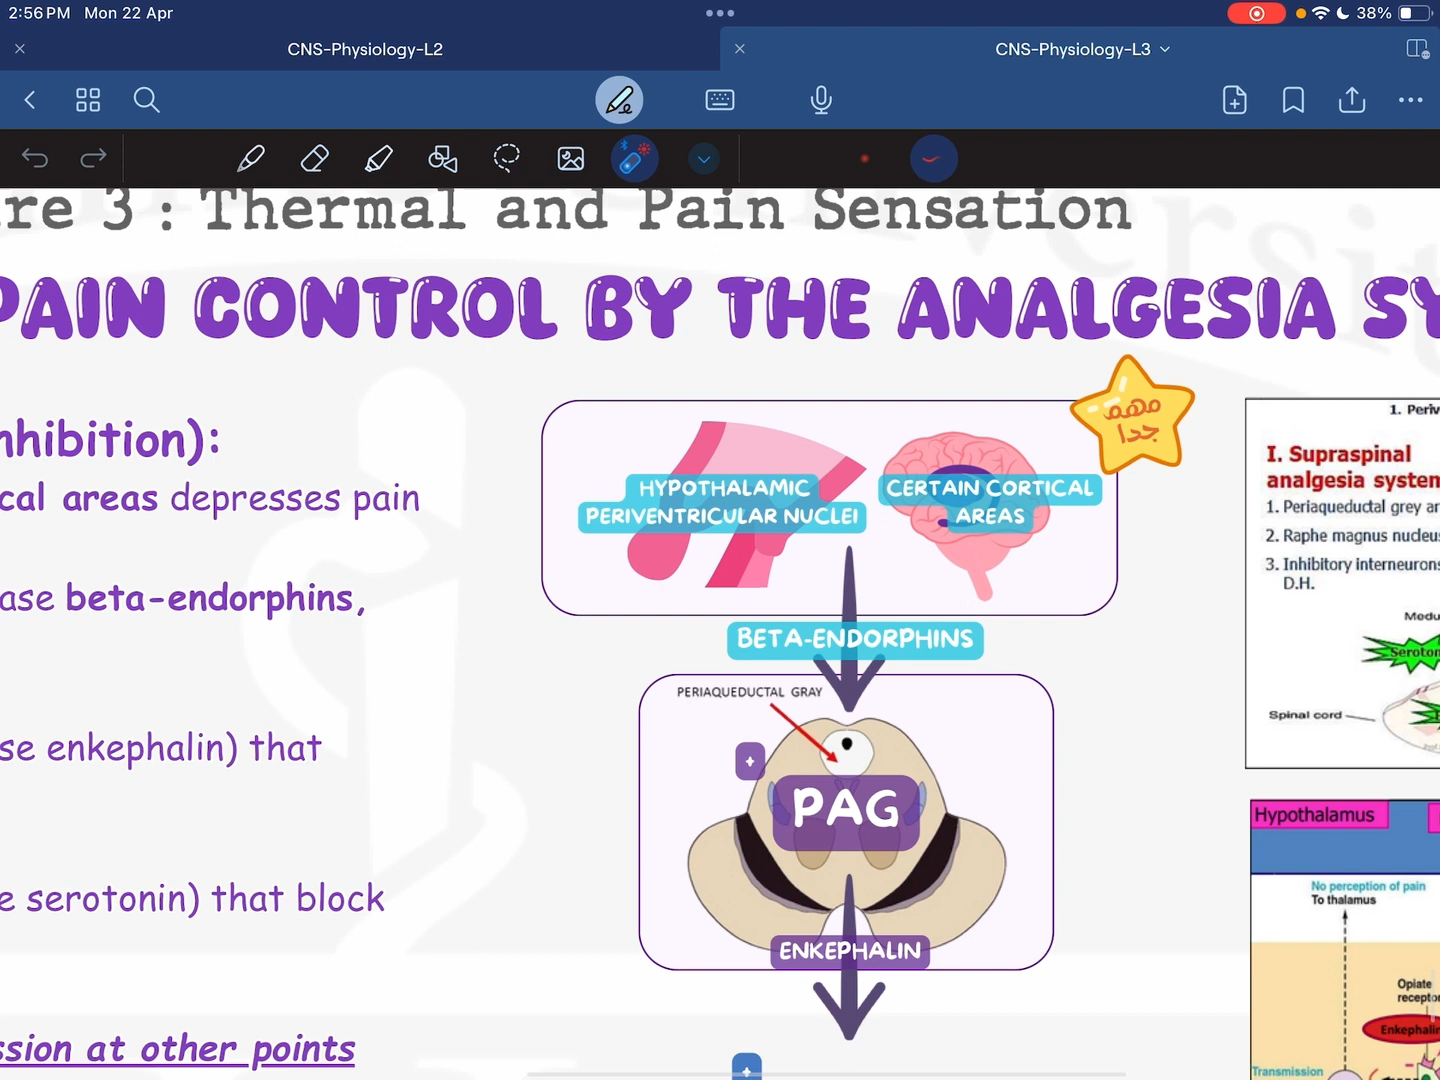 2:56 PM Mon 22 Apr
38%
CNS-Physiology-L2
CNS-Physiology-L3
re 3 : Thermal and Pain Sensation
PAIN CONTROL BY THE ANALGESIA SY
nhibition):
cal areas depresses pain
ase beta-endorphins,
se enkephalin) that
e serotonin) that block
ssion at other points
مهم
جدا
HYPOTHALAMIC
PERIVENTRICULAR NUCLEI
CERTAIN CORTICAL
AREAS
BETA-ENDORPHINS
PERIAQUEDUCTAL GRAY
+
PAG
ENKEPHALIN
+
1. Periv
I. Supraspinal
analgesia system
1. Periaqueductal grey ar
2. Raphe magnus nucleus
3. Inhibitory interneurons
D.H.
Medu
Seroton
Spinal cord
Hypothalamus
No perception of pain
To thalamus
Opiate
receptor
Enkephalin
Transmission